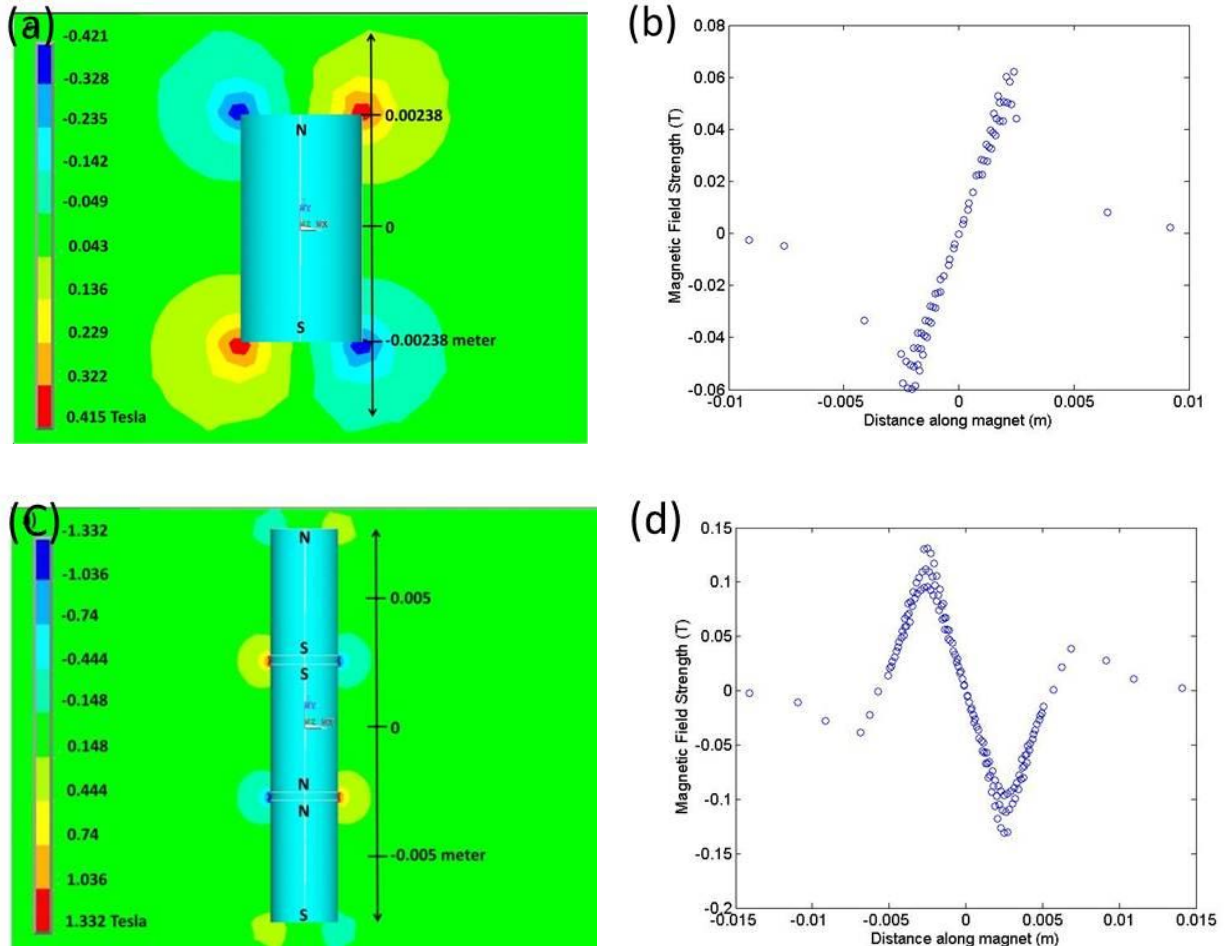 (a)
-0.421
-0.328
-0.235
-0.142
-0.049
0.043
0.136
0.229
0.322
0.415 Tesla
N
S
0.00238
0
-0.00238 meter
(b)
0.08
0.06
0.04
0.02
0
-0.02
-0.04
-0.06
-0.01
-0.005
0
0.005
0.01
Magnetic Field Strength (T)
Distance along magnet (m)
(C)
-1.332
-1.036
-0.74
-0.444
-0.148
0.148
0.444
0.74
1.036
1.332 Tesla
N
S
S
N
N
S
0.005
0
-0.005 meter
(d)
0.15
0.1
0.05
0
-0.05
-0.1
-0.15
-0.2
-0.015
-0.01
-0.005
0
0.005
0.01
0.015
Magnetic Field Strength (T)
Distance along magnet (m)